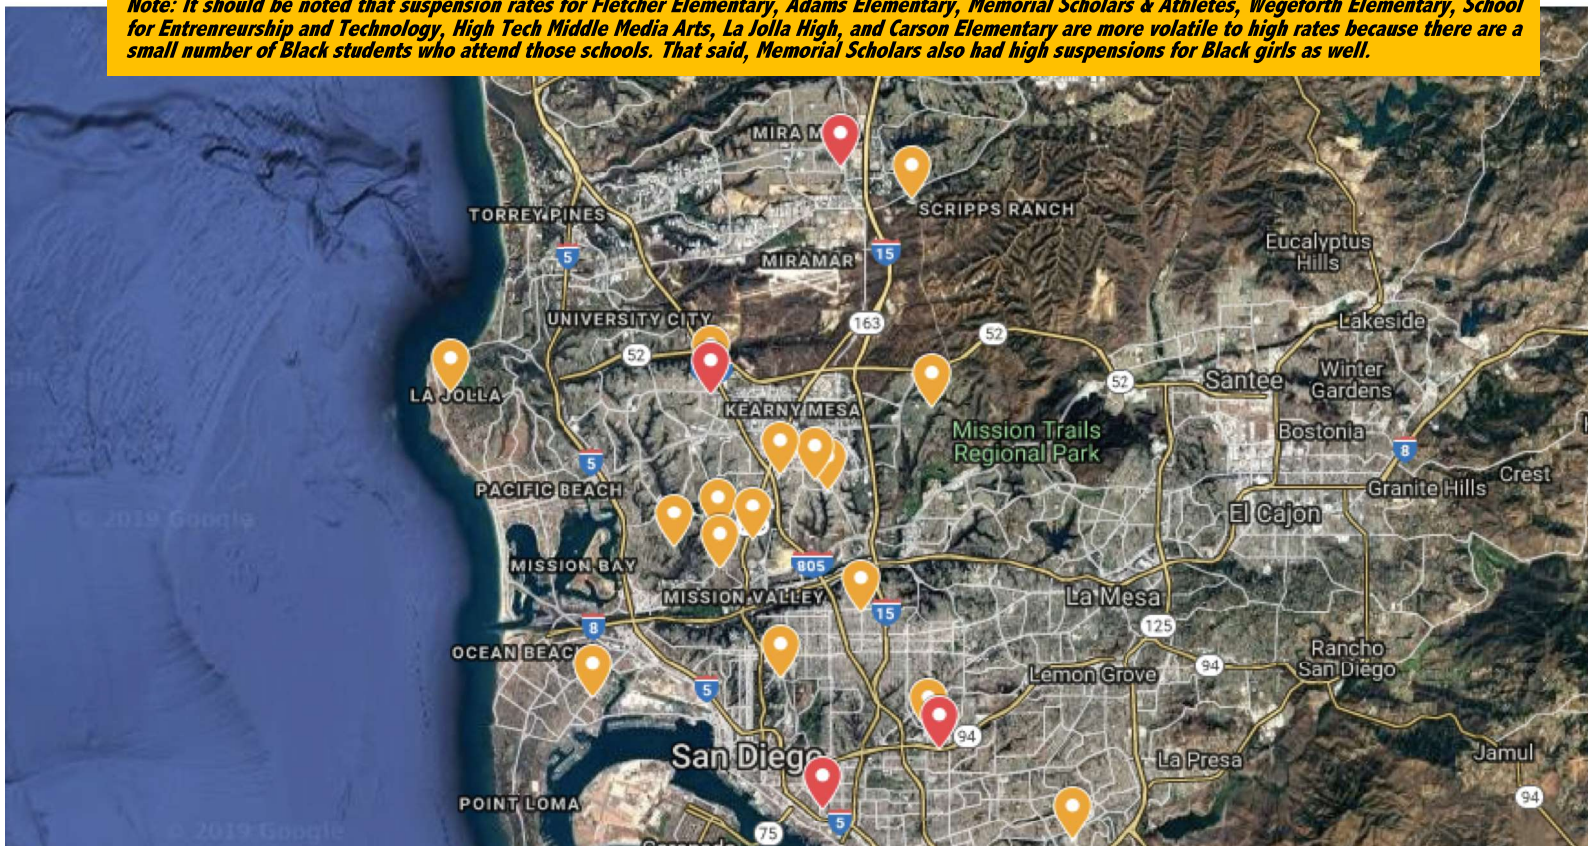 Note: It should be noted that suspension rates for Fletcher Elementary, Adams Elementary, Memorial Scholars & Athletes, Wegeforth Elementary, School
for Entrenreurship and Technology, High Tech Middle Media Arts, La Jolla High, and Carson Elementary are more volatile to high rates because there are a
small number of Black students who attend those schools. That said, Memorial Scholars also had high suspensions for Black girls as well.
MIRA M
SCRIPPS RANCH
TORREY PINES
Eucalyptus
Hills
5
MIRAMAR
15
UNIVERSITY CITY
163
Lakeside
52
52
Winter
Gardens
52
Santee
LA JOLLA
KEARNY MESA
Mission Trails
Regional Park
Bostonia
8
5
Crest
PACIFIC BEACH
Granite Hills
© 2019 Google
El Cajon
MISSION BAY
805
MISSION VALLEY
La Mesa
15
125
8
OCEAN BEAC
Rancho
San Diego
94
Lemon Grove
5
94
San Diego
La Presa
Jamul
POINT LOMA
94
5
75
© 2019 Google